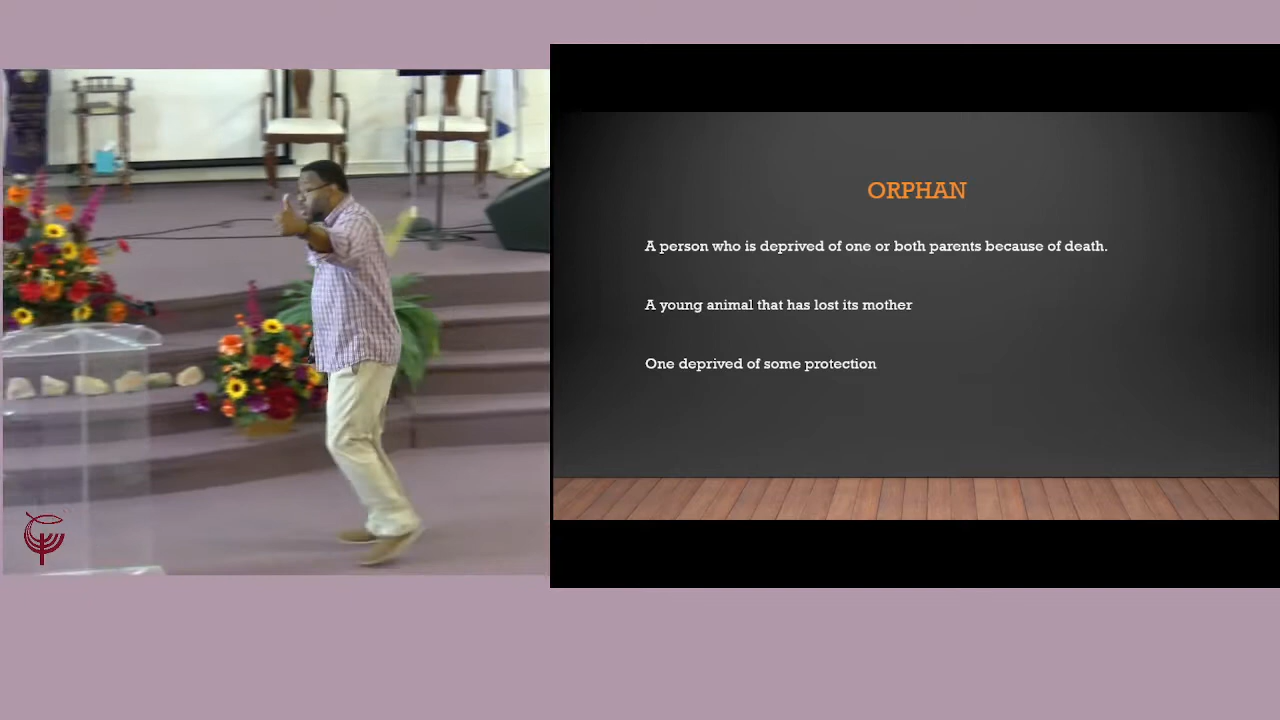 ORPHAN
A person who is deprived of one or both parents because of death.
A young animal that has lost its mother
One deprived of some protection